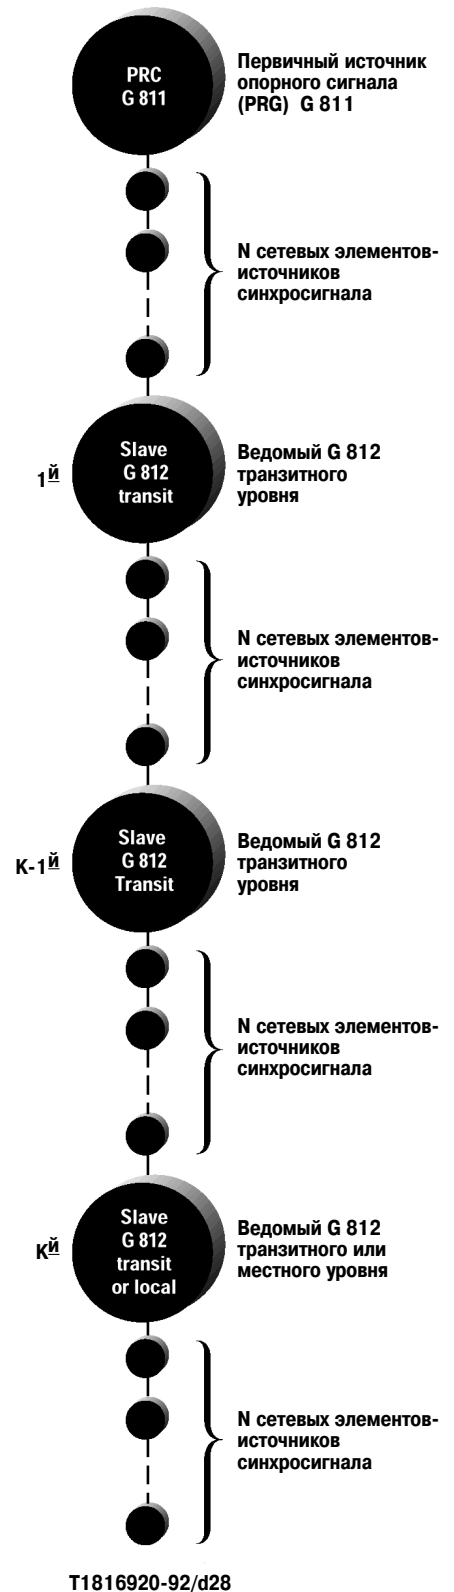 PRC
G 811
Первичный источник
опорного сигнала
(PRG) G 811
N сетевых элементов-
источников
синхросигнала
1й
Slave
G 812
transit
Ведомый G 812
транзитного
уровня
N сетевых элементов-
источников
синхросигнала
K-1й
Slave
G 812
Transit
Ведомый G 812
транзитного
уровня
N сетевых элементов-
источников
синхросигнала
Kй
Slave
G 812
transit
or local
Ведомый G 812
транзитного или
местного уровня
N сетевых элементов-
источников
синхросигнала
T1816920-92/d28